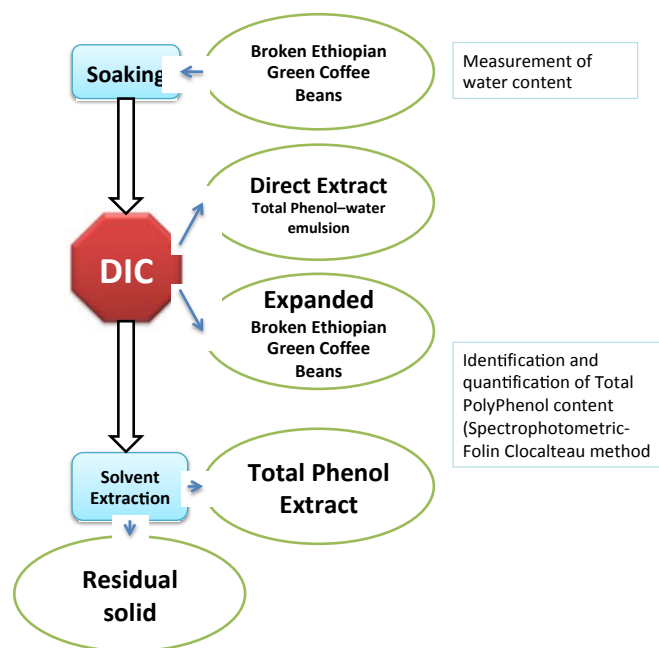 Soaking
Broken Ethiopian
Green Coffee
Beans
Measurement of
water content
Direct Extract
Total Phenol–water
emulsion
DIC
Expanded
Broken Ethiopian
Green Coffee
Beans
Identification and
quantification of Total
PolyPhenol content
(Spectrophotometric-
Folin Clocalteau method
Solvent
Extraction
Total Phenol
Extract
Residual
solid